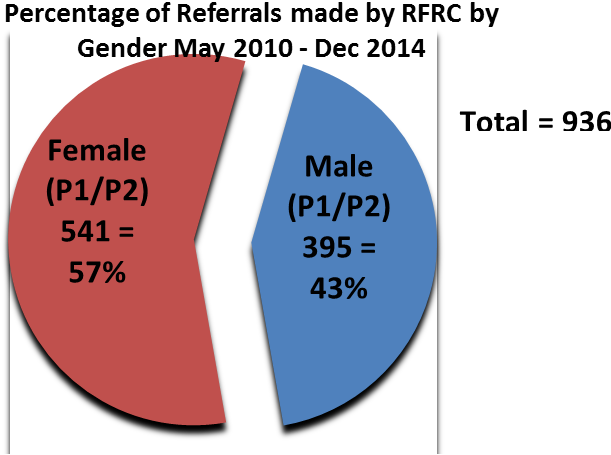 Percentage of Referrals made by RFRC by
Gender May 2010 - Dec 2014
Total = 936
Female
(P1/P2)
541 =
57%
Male
(P1/P2)
395 =
43%